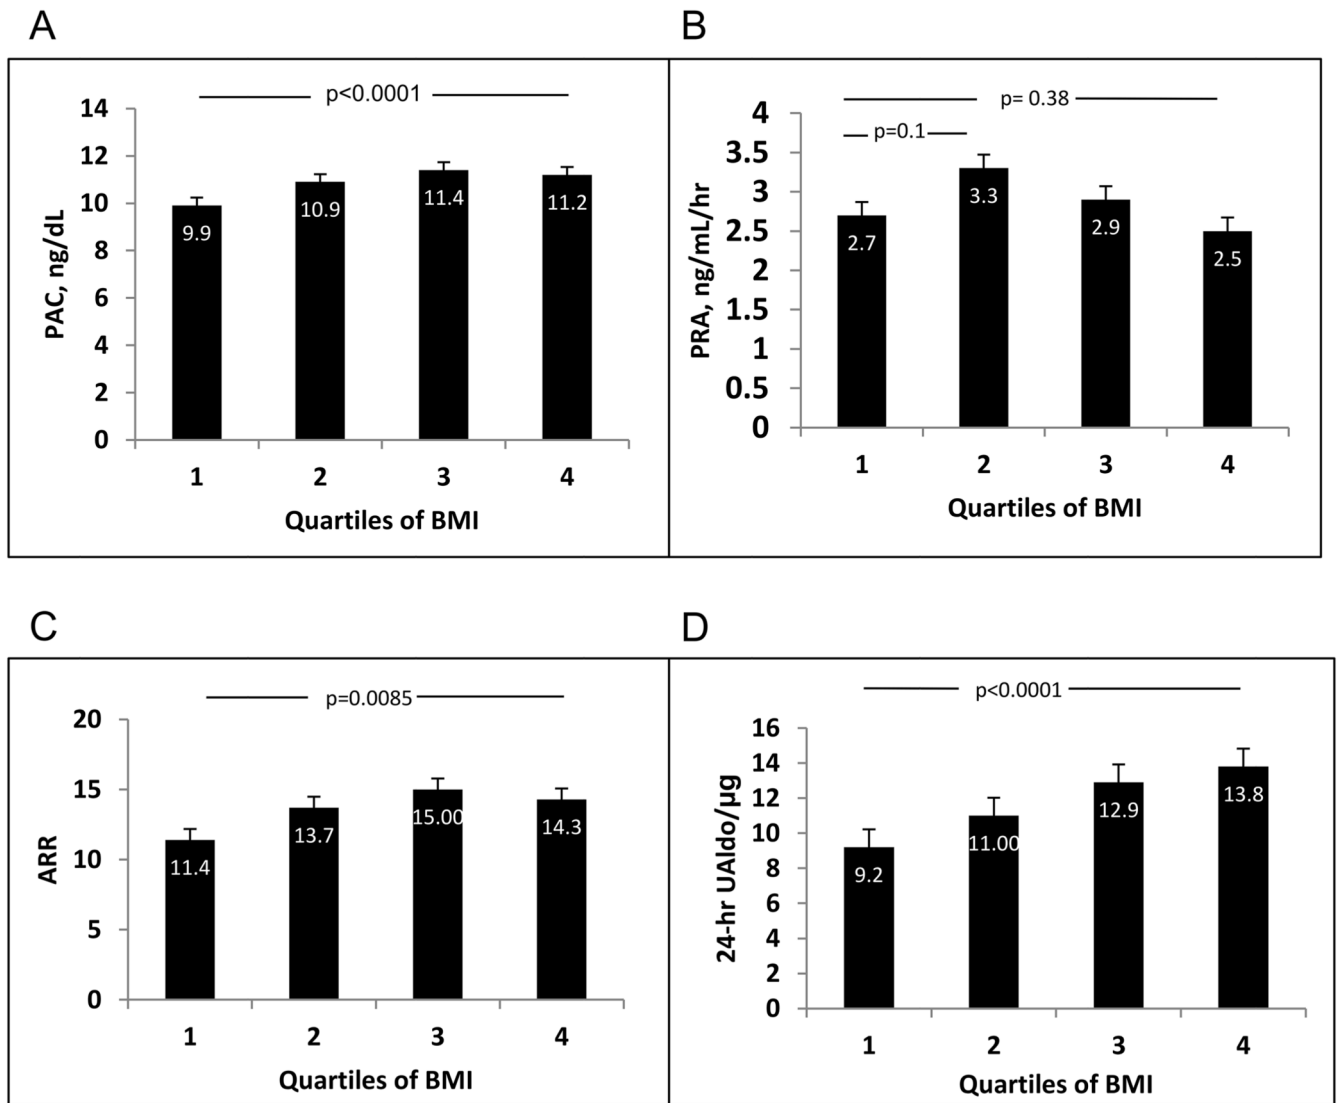 A
p<0.0001
PAC, ng/dL
14
12
10
8
6
4
2
0
9.9
10.9
11.4
11.2
1 2 3 4
Quartiles of BMI
B
p= 0.38
p=0.1
PRA, ng/mL/hr
4
3.5
3
2.5
2
1.5
1
0.5
0
2.7
3.3
2.9
2.5
1 2 3 4
Quartiles of BMI
C
p=0.0085
ARR
20
15
10
5
0
11.4
13.7
15.00
14.3
1 2 3 4
Quartiles of BMI
D
p<0.0001
24-hr UAldo/µg
16
14
12
10
8
6
4
2
0
9.2
11.00
12.9
13.8
1 2 3 4
Quartiles of BMI